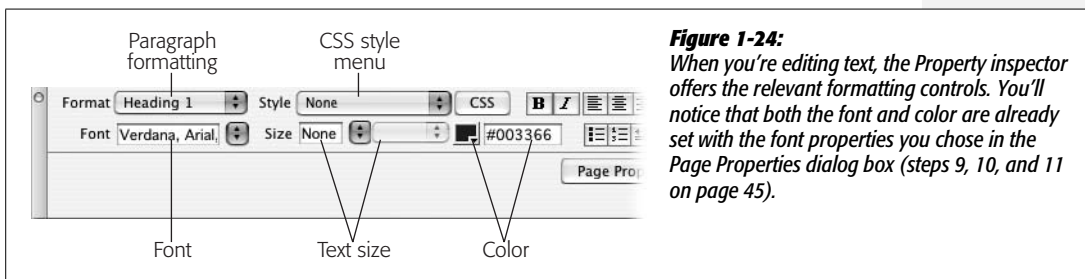 Paragraph
formatting
CSS style
menu
Format Heading 1 Style None CSS B I
Font Verdana, Arial, Size None #003366
Page Prop
Font Text size Color
Figure 1-24:
When you're editing text, the Property inspector
offers the relevant formatting controls. You'll
notice that both the font and color are already
set with the font properties you chose in the
Page Properties dialog box (steps 9, 10, and 11
on page 45).